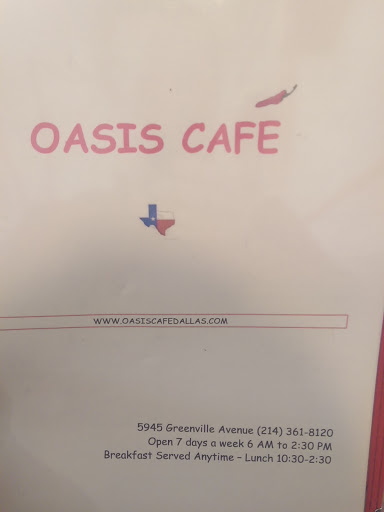 OASIS CAFÉ
WWW.OASISCAFEDALLAS.COM
5945 Greenville Avenue (214) 361-8120
Open 7 days a week 6 AM to 2:30 PM
Breakfast Served Anytime – Lunch 10:30-2:30